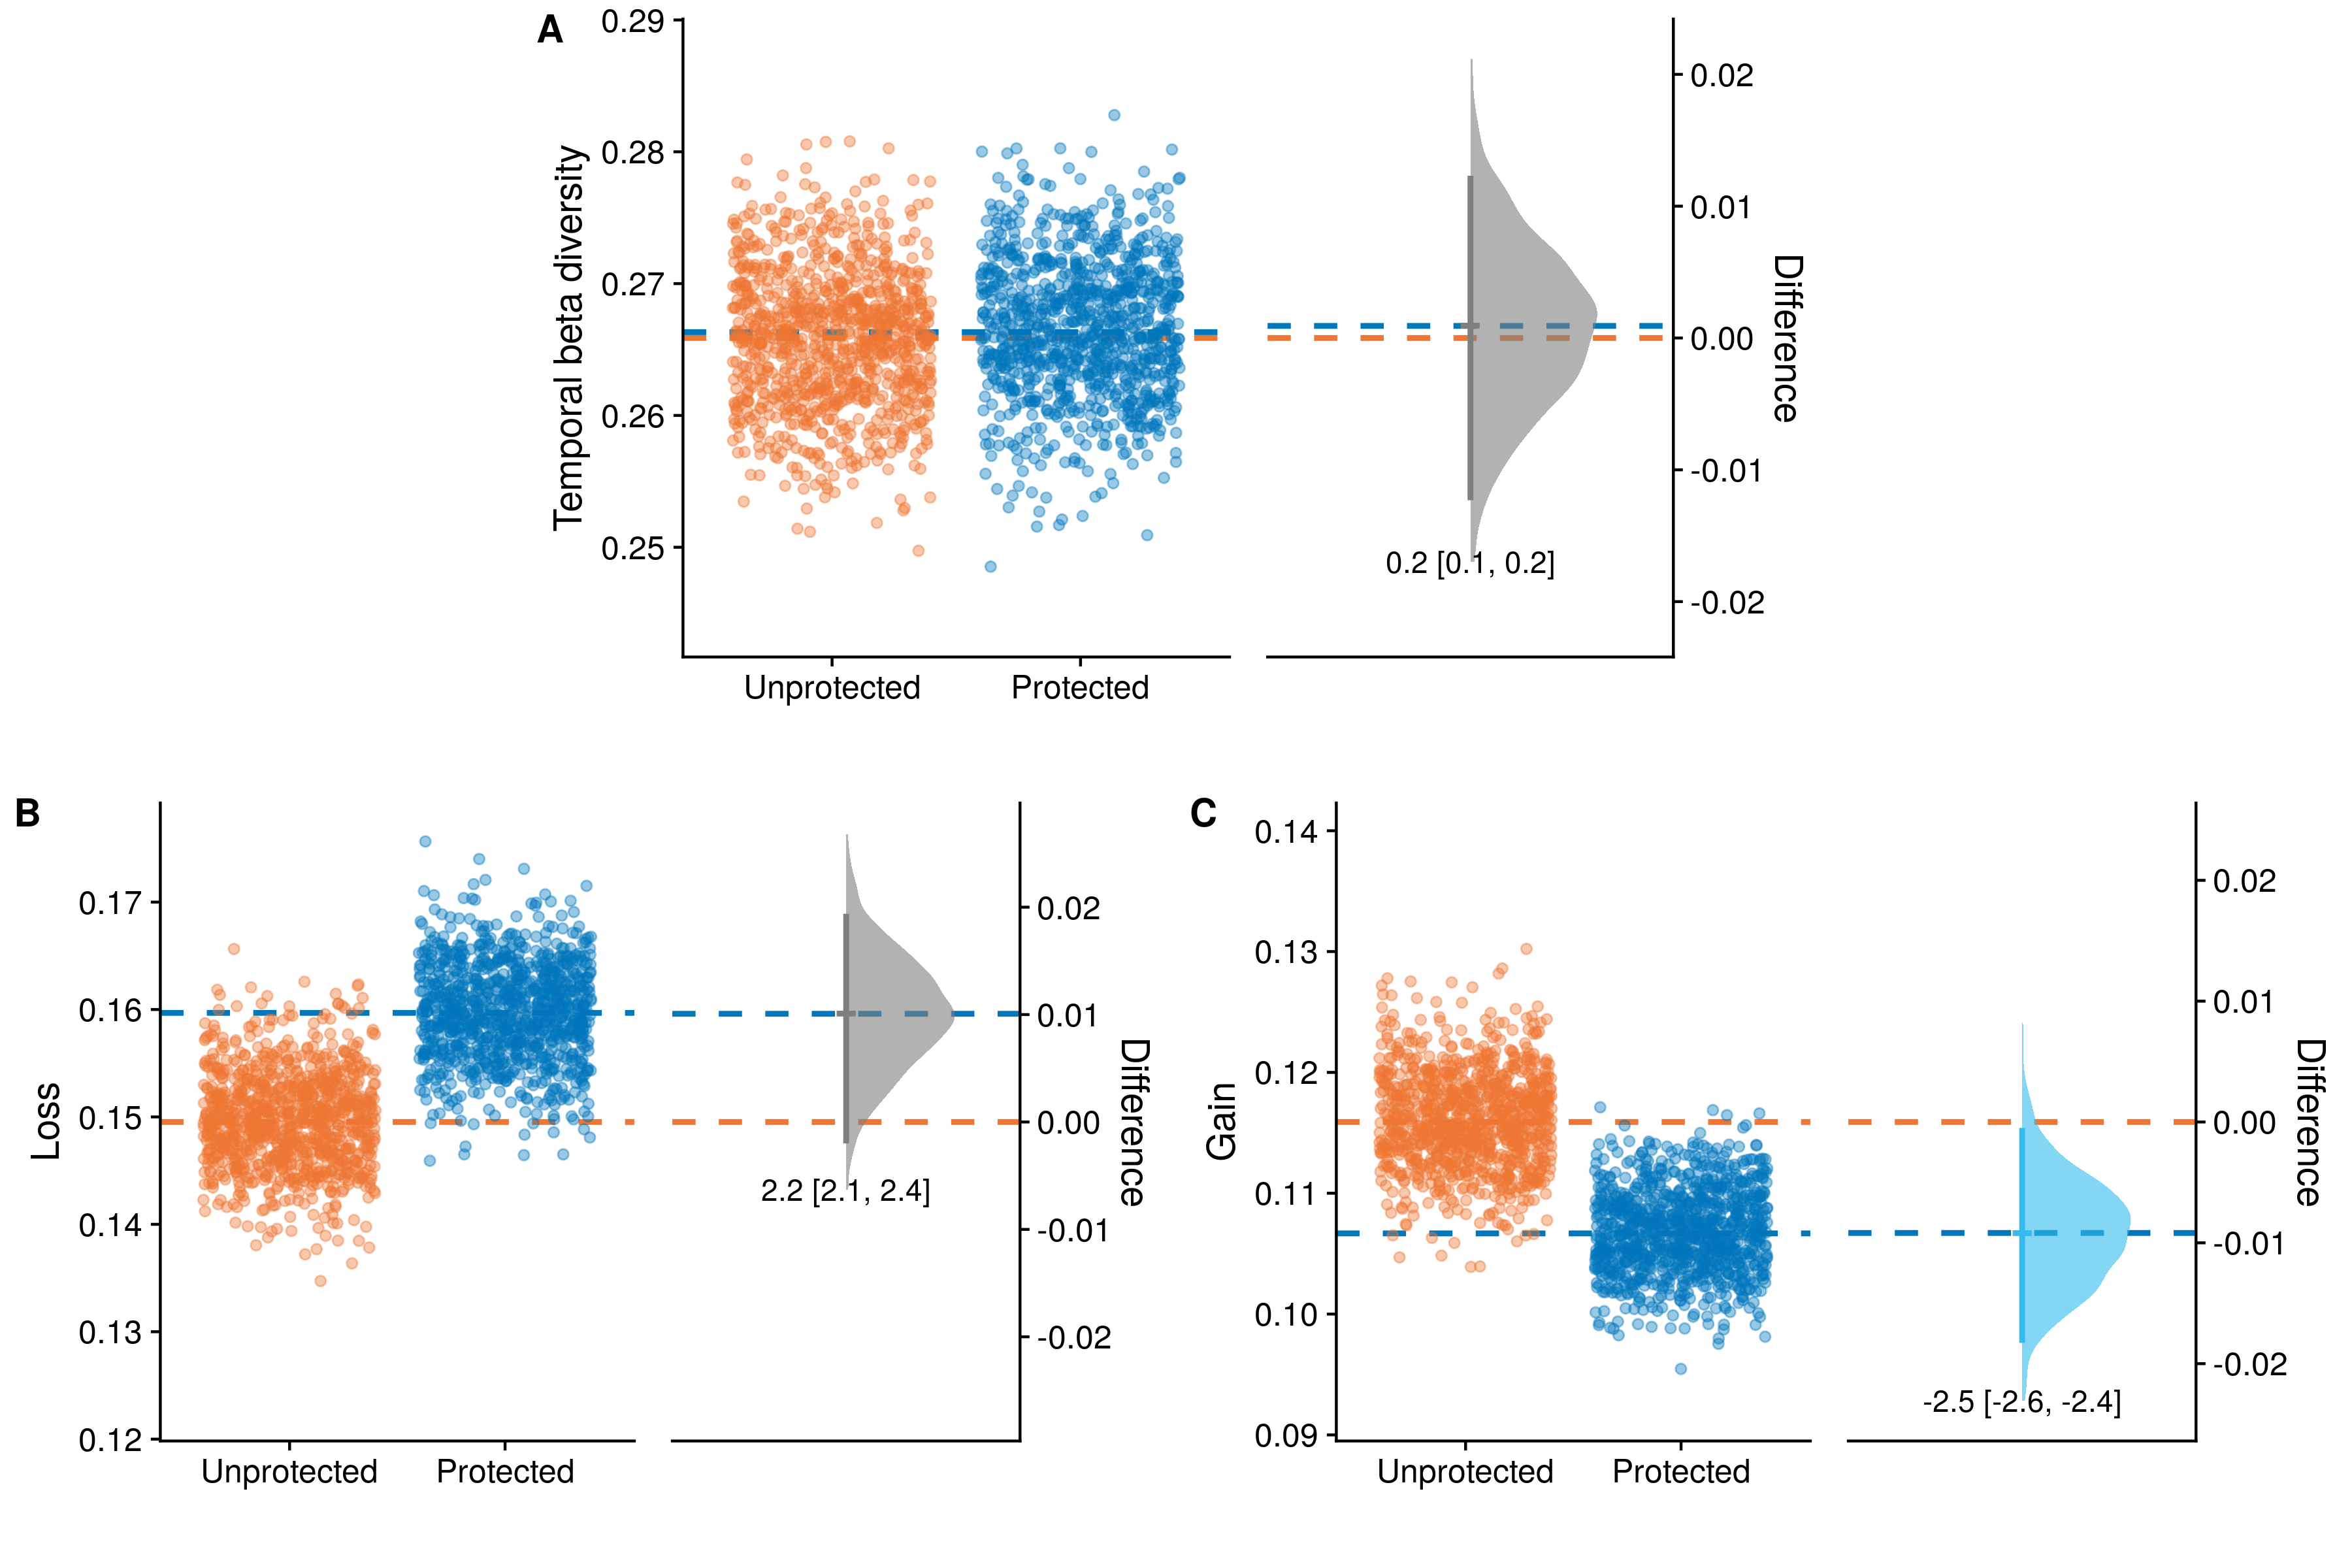 A
Temporal beta diversity
0.29
0.28
0.27
0.26
0.25
Unprotected
Protected
0.2 [0.1, 0.2]
0.02
0.01
0.00
-0.01
-0.02
Difference
B
Loss
0.17
0.16
0.15
0.14
0.13
0.12
Unprotected
Protected
2.2 [2.1, 2.4]
0.02
0.01
0.00
-0.01
-0.02
Difference
C
Gain
0.14
0.13
0.12
0.11
0.10
0.09
Unprotected
Protected
-2.5 [-2.6, -2.4]
0.02
0.01
0.00
-0.01
-0.02
Difference